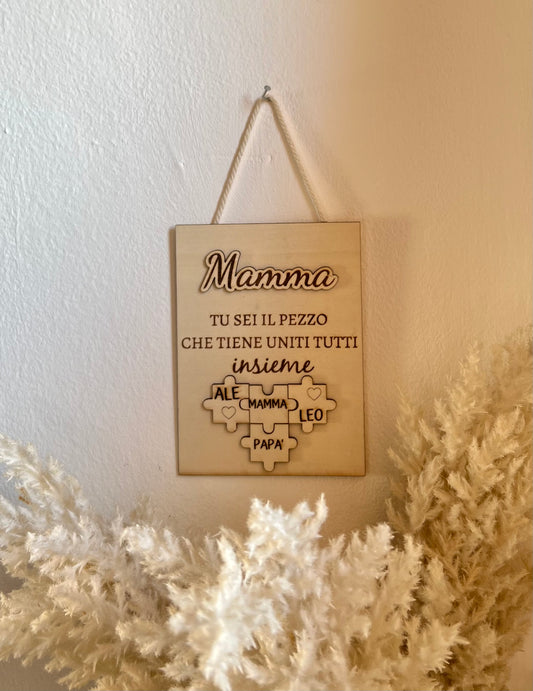 Mamma
TU SEI IL PEZZO
CHE TIENE UNITI TUTTI
insieme
ALE
MAMMA
LEO
PAPA'